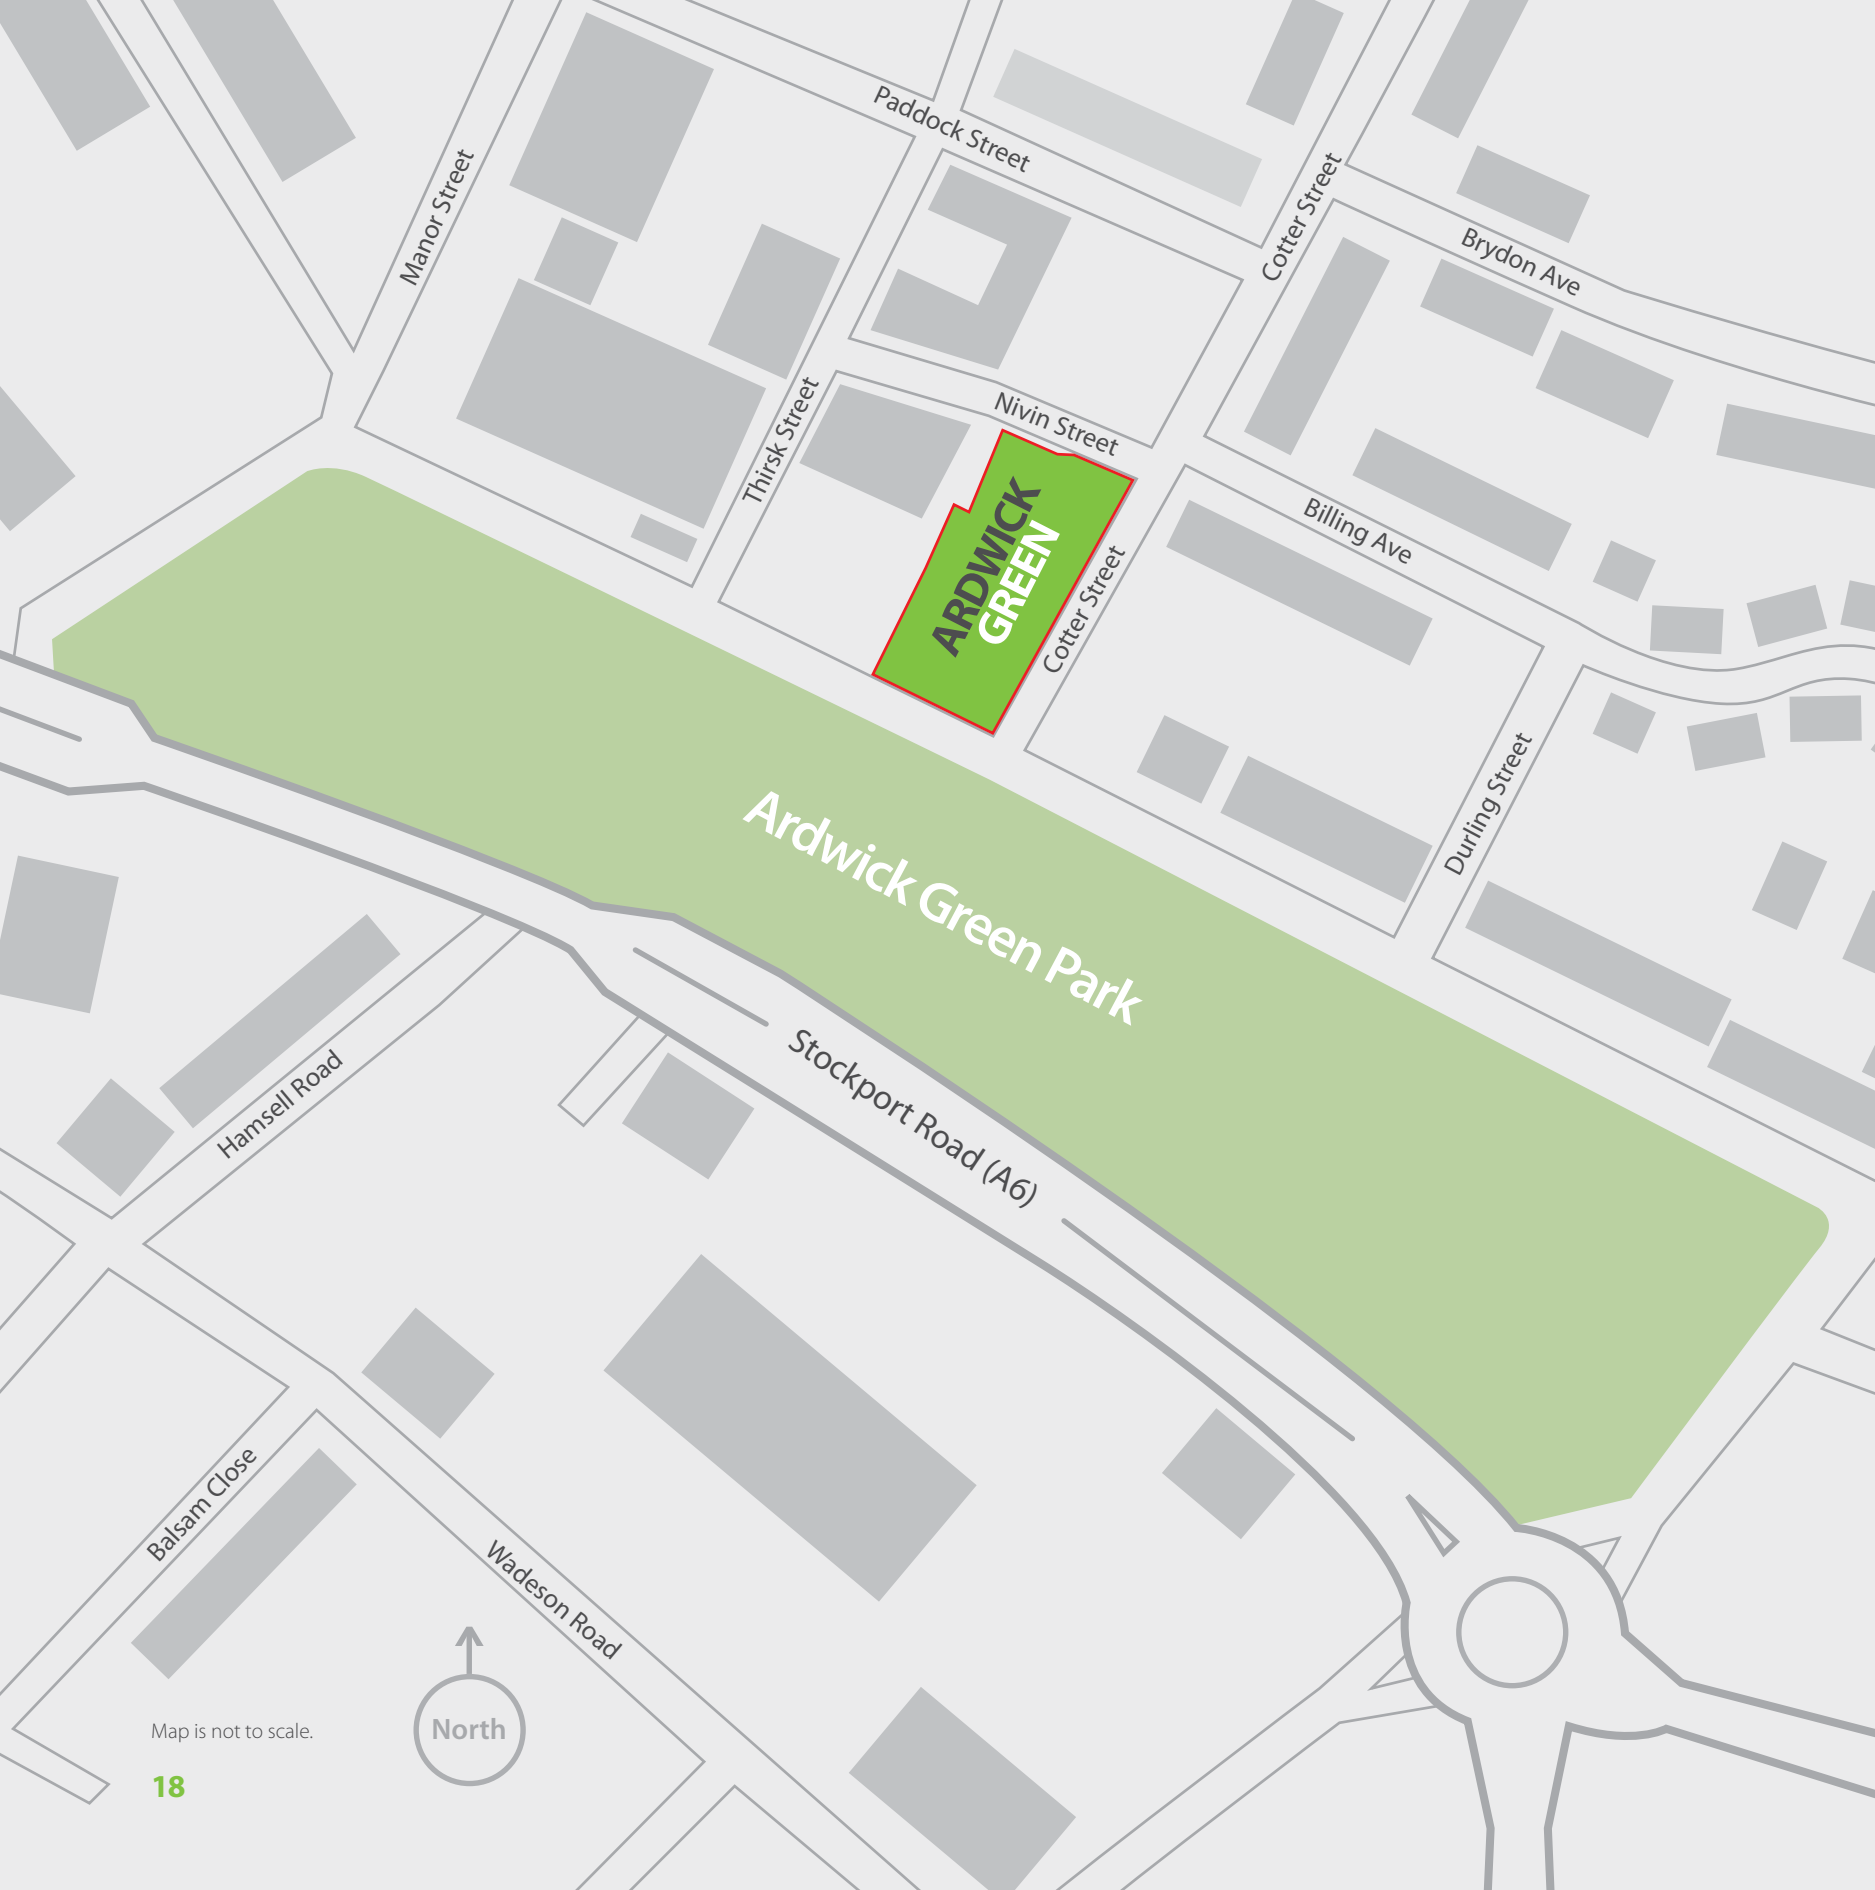 Paddock Street
Manor Street
Cotter Street
Brydon Ave
Thirsk Street
Nivin Street
ARDWICK
GREEN
Cotter Street
Billing Ave
Durling Street
Ardwick Green Park
Stockport Road (A6)
Hamsell Road
Balsam Close
Wadeson Road
Map is not to scale.
North
18